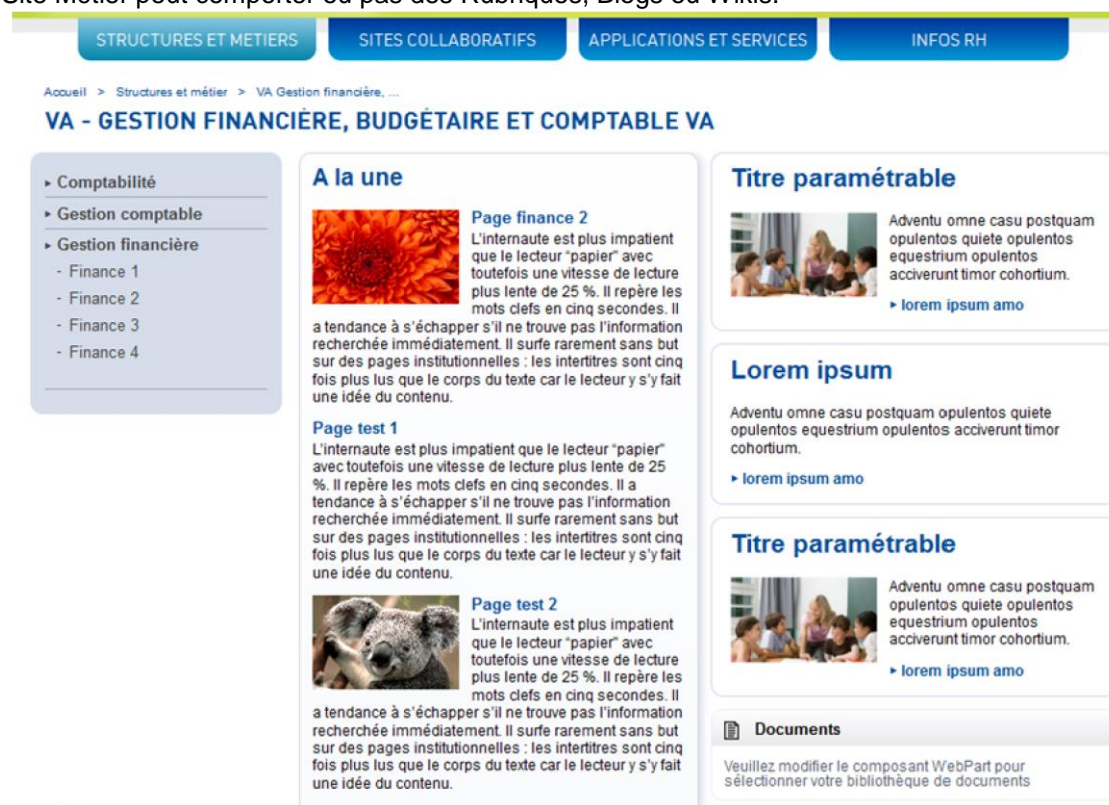 Site Métier peut comporter ou pas des Rubriques, Blogs ou Wikis.
STRUCTURES ET METIERS
SITES COLLABORATIFS
APPLICATIONS ET SERVICES
INFOS RH
Accueil > Structures et métier > VA Gestion financière, ...
VA - GESTION FINANCIÈRE, BUDGÉTAIRE ET COMPTABLE VA
Comptabilité
Gestion comptable
Gestion financière
- Finance 1
- Finance 2
- Finance 3
- Finance 4
A la une
Page finance 2
L'internaute est plus impatient
que le lecteur "papier" avec
toutefois une vitesse de lecture
plus lente de 25 %. Il repère les
mots clefs en cinq secondes. Il
a tendance à s'échapper s'il ne trouve pas l'information
recherchée immédiatement. Il surfe rarement sans but
sur des pages institutionnelles : les intertitres sont cinq
fois plus lus que le corps du texte car le lecteur y s'y fait
une idée du contenu.
Page test 1
L'internaute est plus impatient que le lecteur "papier"
avec toutefois une vitesse de lecture plus lente de 25
%. Il repère les mots clefs en cinq secondes. Il a
tendance à s'échapper s'il ne trouve pas l'information
recherchée immédiatement. Il surfe rarement sans but
sur des pages institutionnelles : les intertitres sont cinq
fois plus lus que le corps du texte car le lecteur y s'y fait
une idée du contenu.
Page test 2
L'internaute est plus impatient
que le lecteur "papier" avec
toutefois une vitesse de lecture
plus lente de 25 %. Il repère les
mots clefs en cinq secondes. Il
a tendance à s'échapper s'il ne trouve pas l'information
recherchée immédiatement. Il surfe rarement sans but
sur des pages institutionnelles : les intertitres sont cinq
fois plus lus que le corps du texte car le lecteur y s'y fait
une idée du contenu.
Titre paramétrable
Adventu omne casu postquam
opulentos quiete opulentos
equestrium opulentos
acciverunt timor cohortium.
lorem ipsum amo
Lorem ipsum
Adventu omne casu postquam opulentos quiete
opulentos equestrium opulentos acciverunt timor
cohortium.
lorem ipsum amo
Titre paramétrable
Adventu omne casu postquam
opulentos quiete opulentos
equestrium opulentos
acciverunt timor cohortium.
lorem ipsum amo
Documents
Veuillez modifier le composant WebPart pour
sélectionner votre bibliothèque de documents